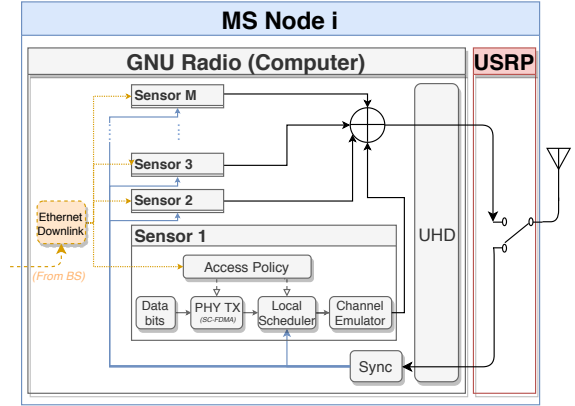 MS Node i
GNU Radio (Computer)
USRP
Sensor M
Sensor 3
Sensor 2
Ethernet
Downlink
(From BS)
Sensor 1
Access Policy
Data
bits
PHY TX
(SC-FDMA)
Local
Scheduler
Channel
Emulator
UHD
Sync